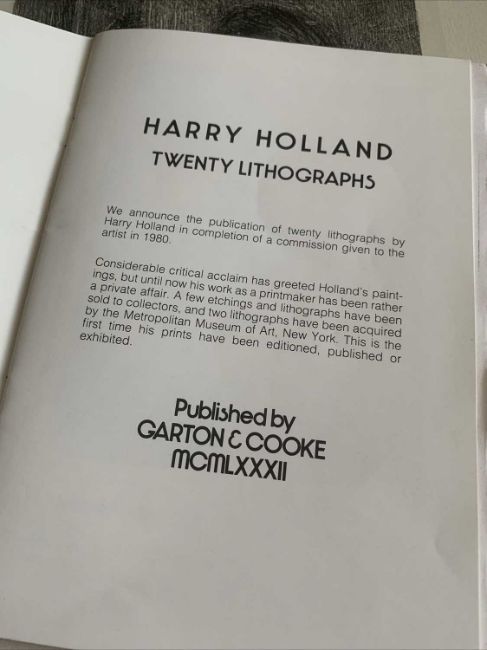 HARRY HOLLAND
TWENTY LITHOGRAPHS
We announce the publication of twenty lithographs by
Harry Holland in completion of a commission given to the
artist in 1980.
Considerable critical acclaim has greeted Holland's paint-
ings, but until now his work as a printmaker has been rather
a private affair. A few etchings and lithographs have been
sold to collectors, and two lithographs have been acquired
by the Metropolitan Museum of Art, New York. This is the
first time his prints have been editioned, published or
exhibited.
Published by
GARTON & COOKE
MCMLXXXII